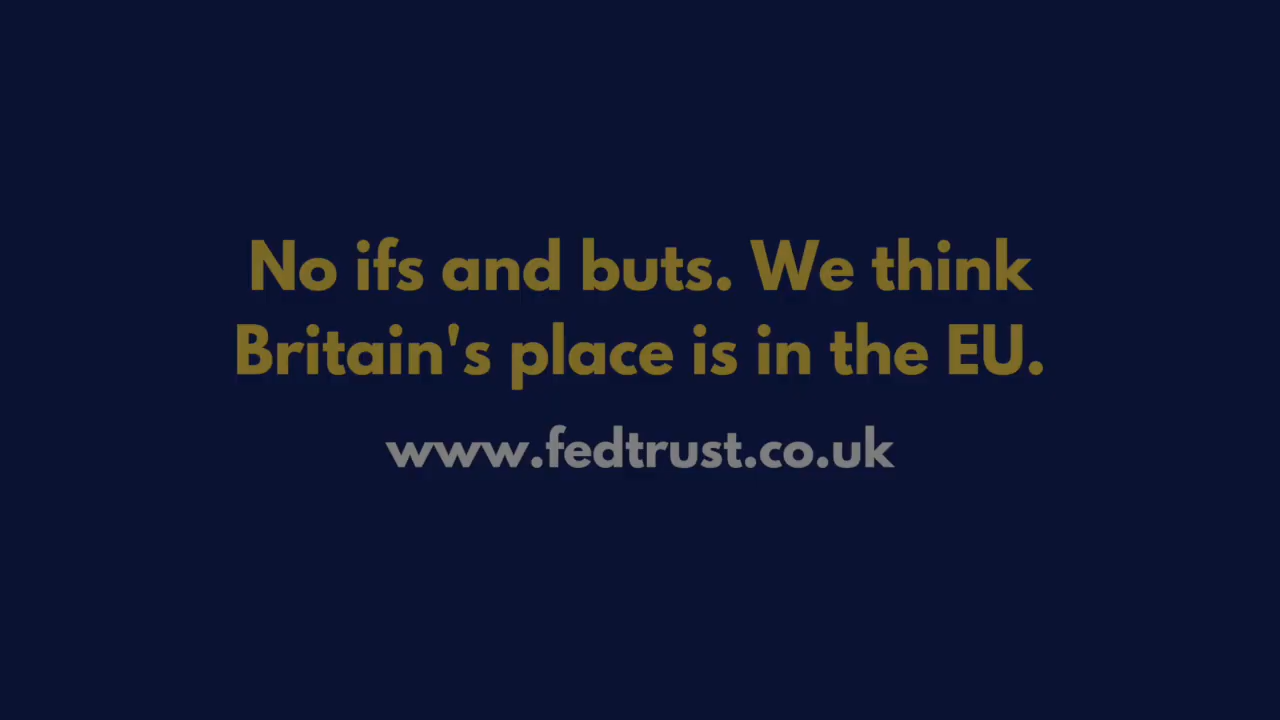 No ifs and buts. We think
Britain's place is in the EU.
www.fedtrust.co.uk